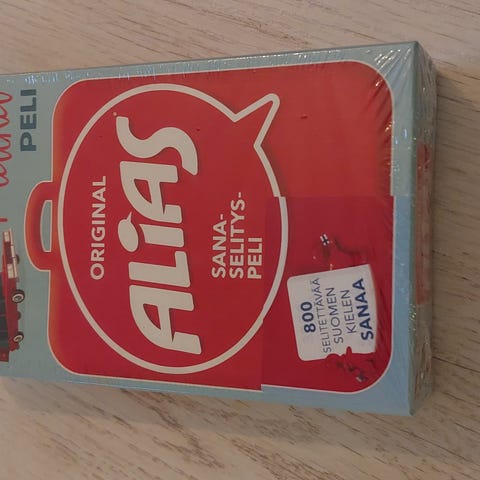 PELI
ORIGINAL
ALiAS
SANA-
SELITYS-
PELI
800
SELITETTÄVÄÄ
SUOMEN
KIELEN
SANAA